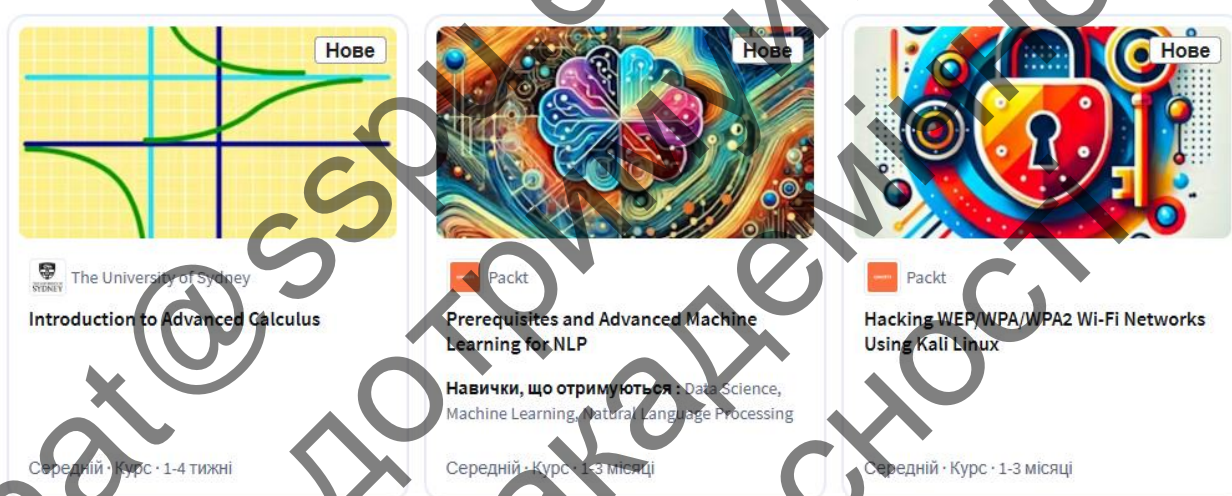 Нове
The University of Sydney
Introduction to Advanced Calculus
Середній · Курс · 1-4 тижні
Нове
Packt
Prerequisites and Advanced Machine
Learning for NLP
Навички, що отримуються : Data Science,
Machine Learning, Natural Language Processing
Середній · Курс · 1-3 місяці
Нове
Packt
Hacking WEP/WPA/WPA2 Wi-Fi Networks
Using Kali Linux
Середній · Курс · 1-3 місяці